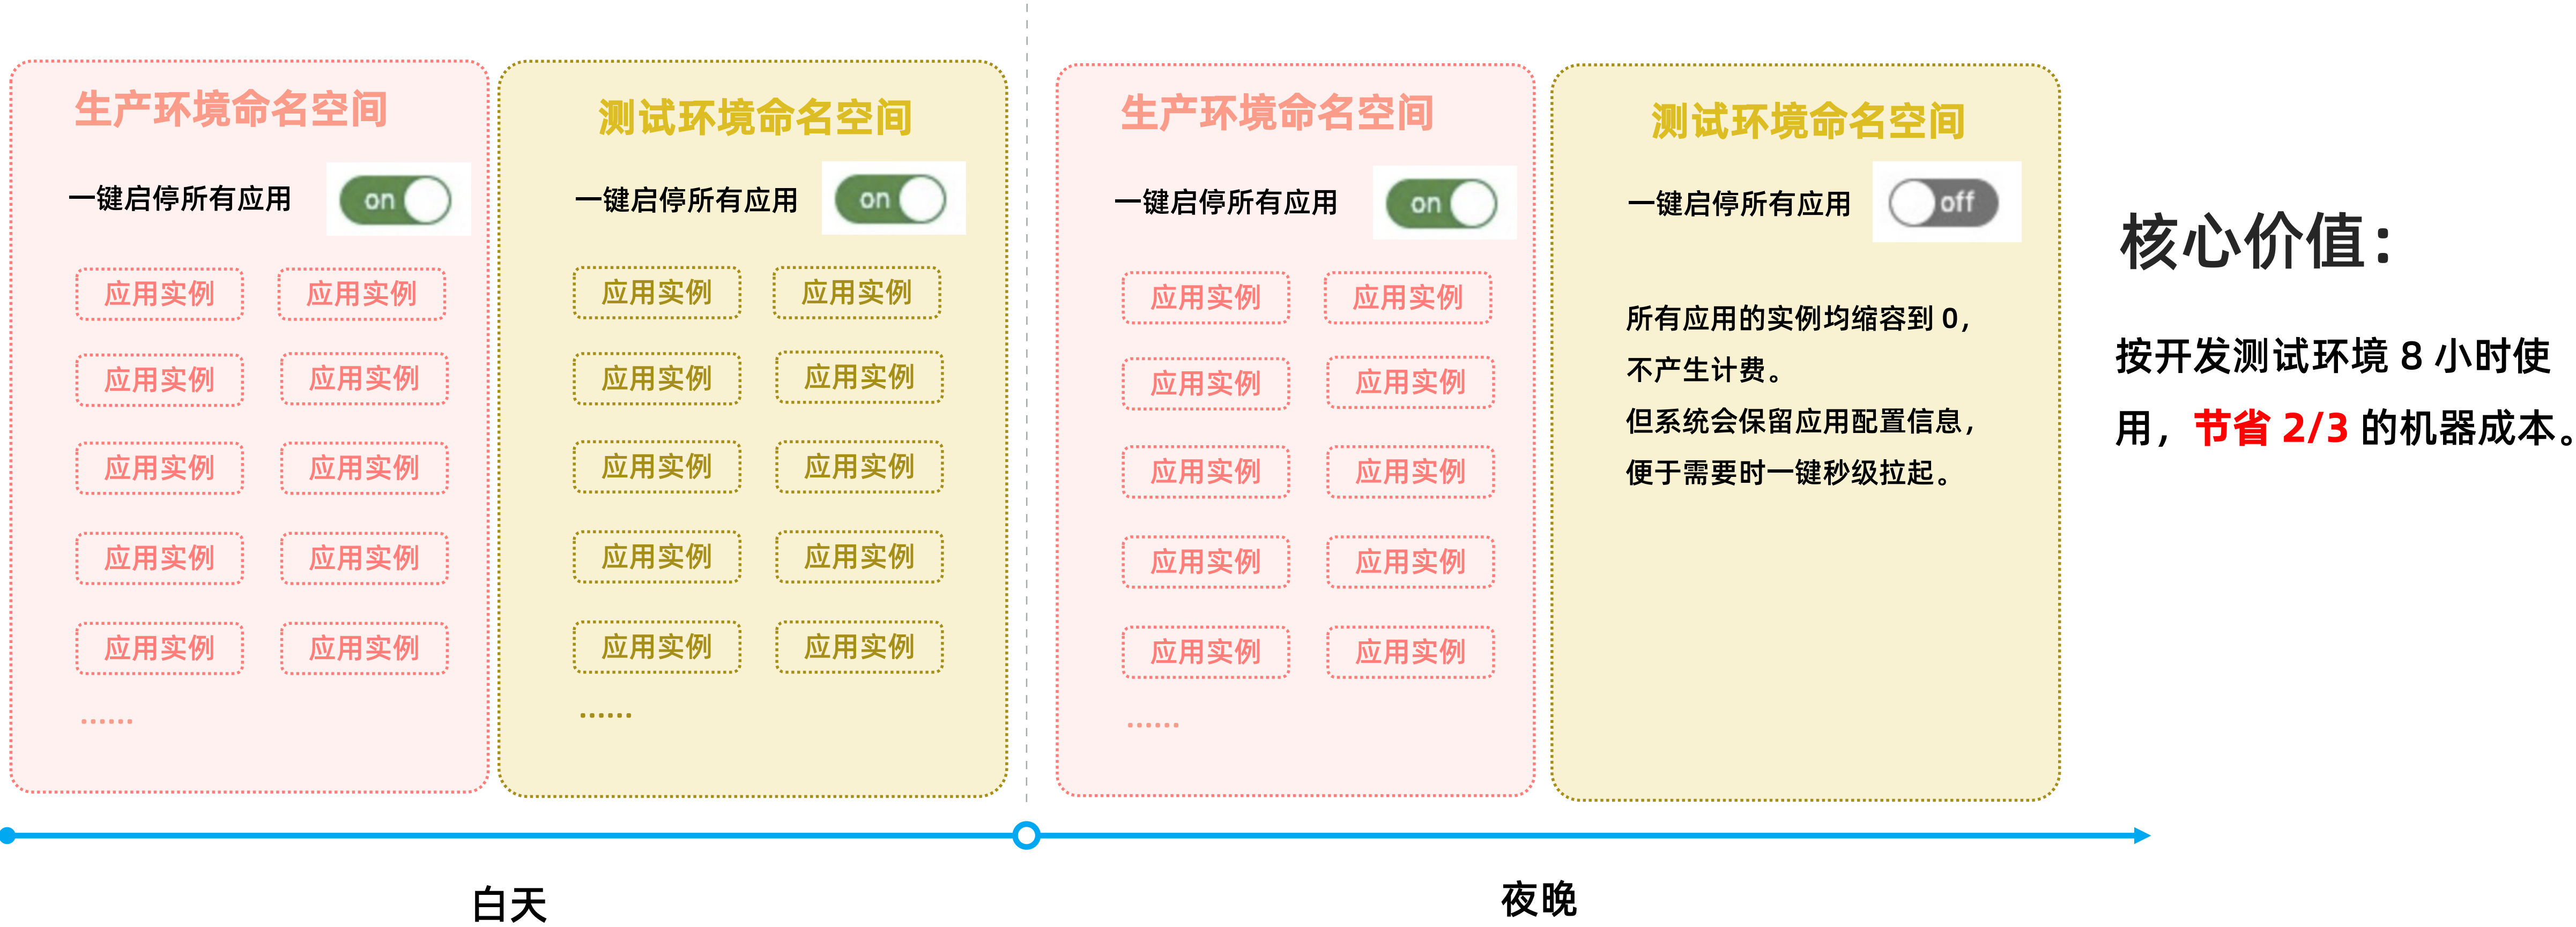 生产环境命名空间
一键启停所有应用 on
应用实例 应用实例
应用实例 应用实例
应用实例 应用实例
应用实例 应用实例
应用实例 应用实例
......
测试环境命名空间
一键启停所有应用 on
应用实例 应用实例
应用实例 应用实例
应用实例 应用实例
应用实例 应用实例
应用实例 应用实例
......
白天
生产环境命名空间
一键启停所有应用 on
应用实例 应用实例
应用实例 应用实例
应用实例 应用实例
应用实例 应用实例
应用实例 应用实例
......
测试环境命名空间
一键启停所有应用 off
所有应用的实例均缩容到 0，
不产生计费。
但系统会保留应用配置信息，
便于需要时一键秒级拉起。
夜晚
核心价值：
按开发测试环境 8 小时使
用，节省 2/3 的机器成本。